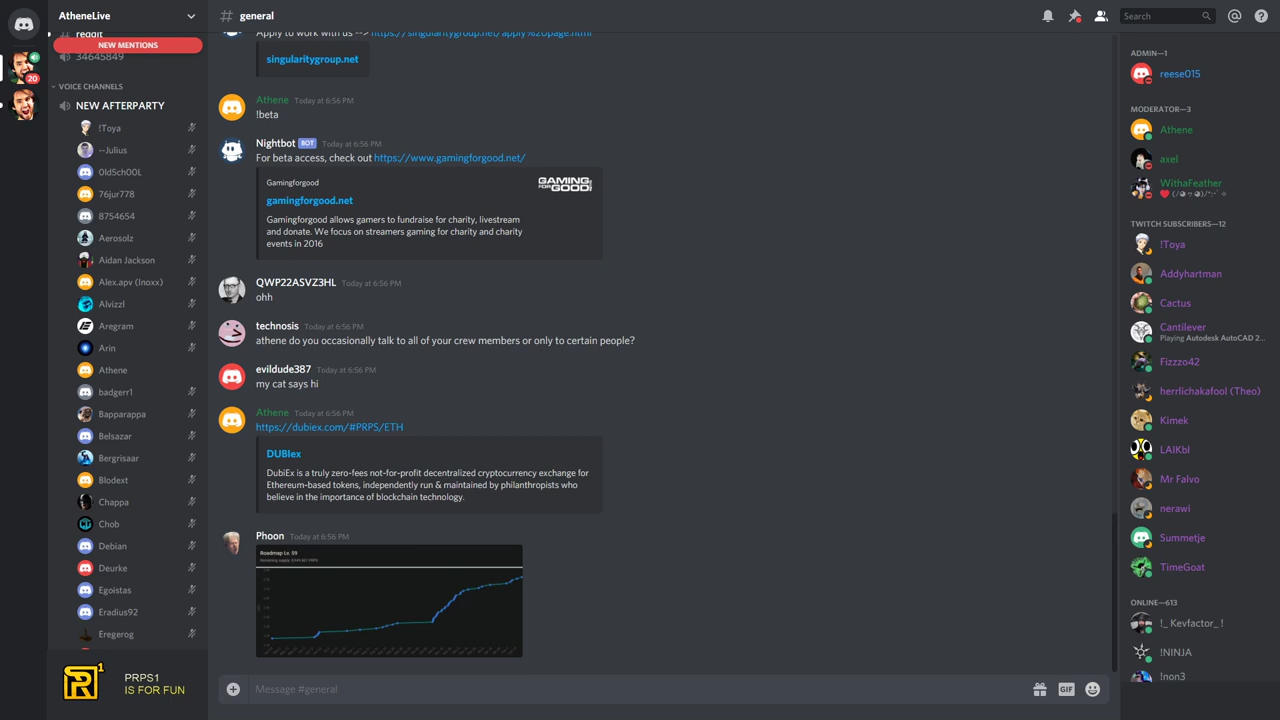 AtheneLive
reddit
NEW MENTIONS
34645849
VOICE CHANNELS
NEW AFTERPARTY
!Toya
--Julius
0ldSch00L
76jur778
8754654
Aerosolz
Aidan Jackson
Alex.apv (Inoxx)
Alvizzl
Aregram
Arin
Athene
badgerr1
Bapparappa
Belsazar
Bergrisaar
Blodext
Chappa
Chob
Debian
Deurke
Egoistas
Eradius92
Eregerog
20
PRPS1
IS FOR FUN
# general
Apply to work with us --> https://singularitygroup.net/apply%20page.html
singularitygroup.net
Athene Today at 6:56 PM
!beta
Nightbot BOT Today at 6:56 PM
For beta access, check out https://www.gamingforgood.net/
Gamingforgood
GAMING FOR GOOD!
gamingforgood.net
Gamingforgood allows gamers to fundraise for charity, livestream
and donate. We focus on streamers gaming for charity and charity
events in 2016
QWP22ASVZ3HL Today at 6:56 PM
ohh
technosis Today at 6:56 PM
athene do you occasionally talk to all of your crew members or only to certain people?
evildude387 Today at 6:56 PM
my cat says hi
Athene Today at 6:56 PM
https://dubiex.com/#PRPS/ETH
DUBIex
DubiEx is a truly zero-fees not-for-profit decentralized cryptocurrency exchange for
Ethereum-based tokens, independently run & maintained by philanthropists who
believe in the importance of blockchain technology.
Phoon Today at 6:56 PM
Roadmap Lv. 59
Message #general
GIF
Search
ADMIN—1
reese015
MODERATOR—3
Athene
axel
WithaFeather
TWITCH SUBSCRIBERS—12
!Toya
Addyhartman
Cactus
Cantilever
Playing Autodesk AutoCAD 2...
Fizzzo42
herrlichakafool (Theo)
Kimek
LAIKbl
Mr Falvo
nerawi
Summetje
TimeGoat
ONLINE—613
!_ Kevfactor_ !
!NINJA
!non3